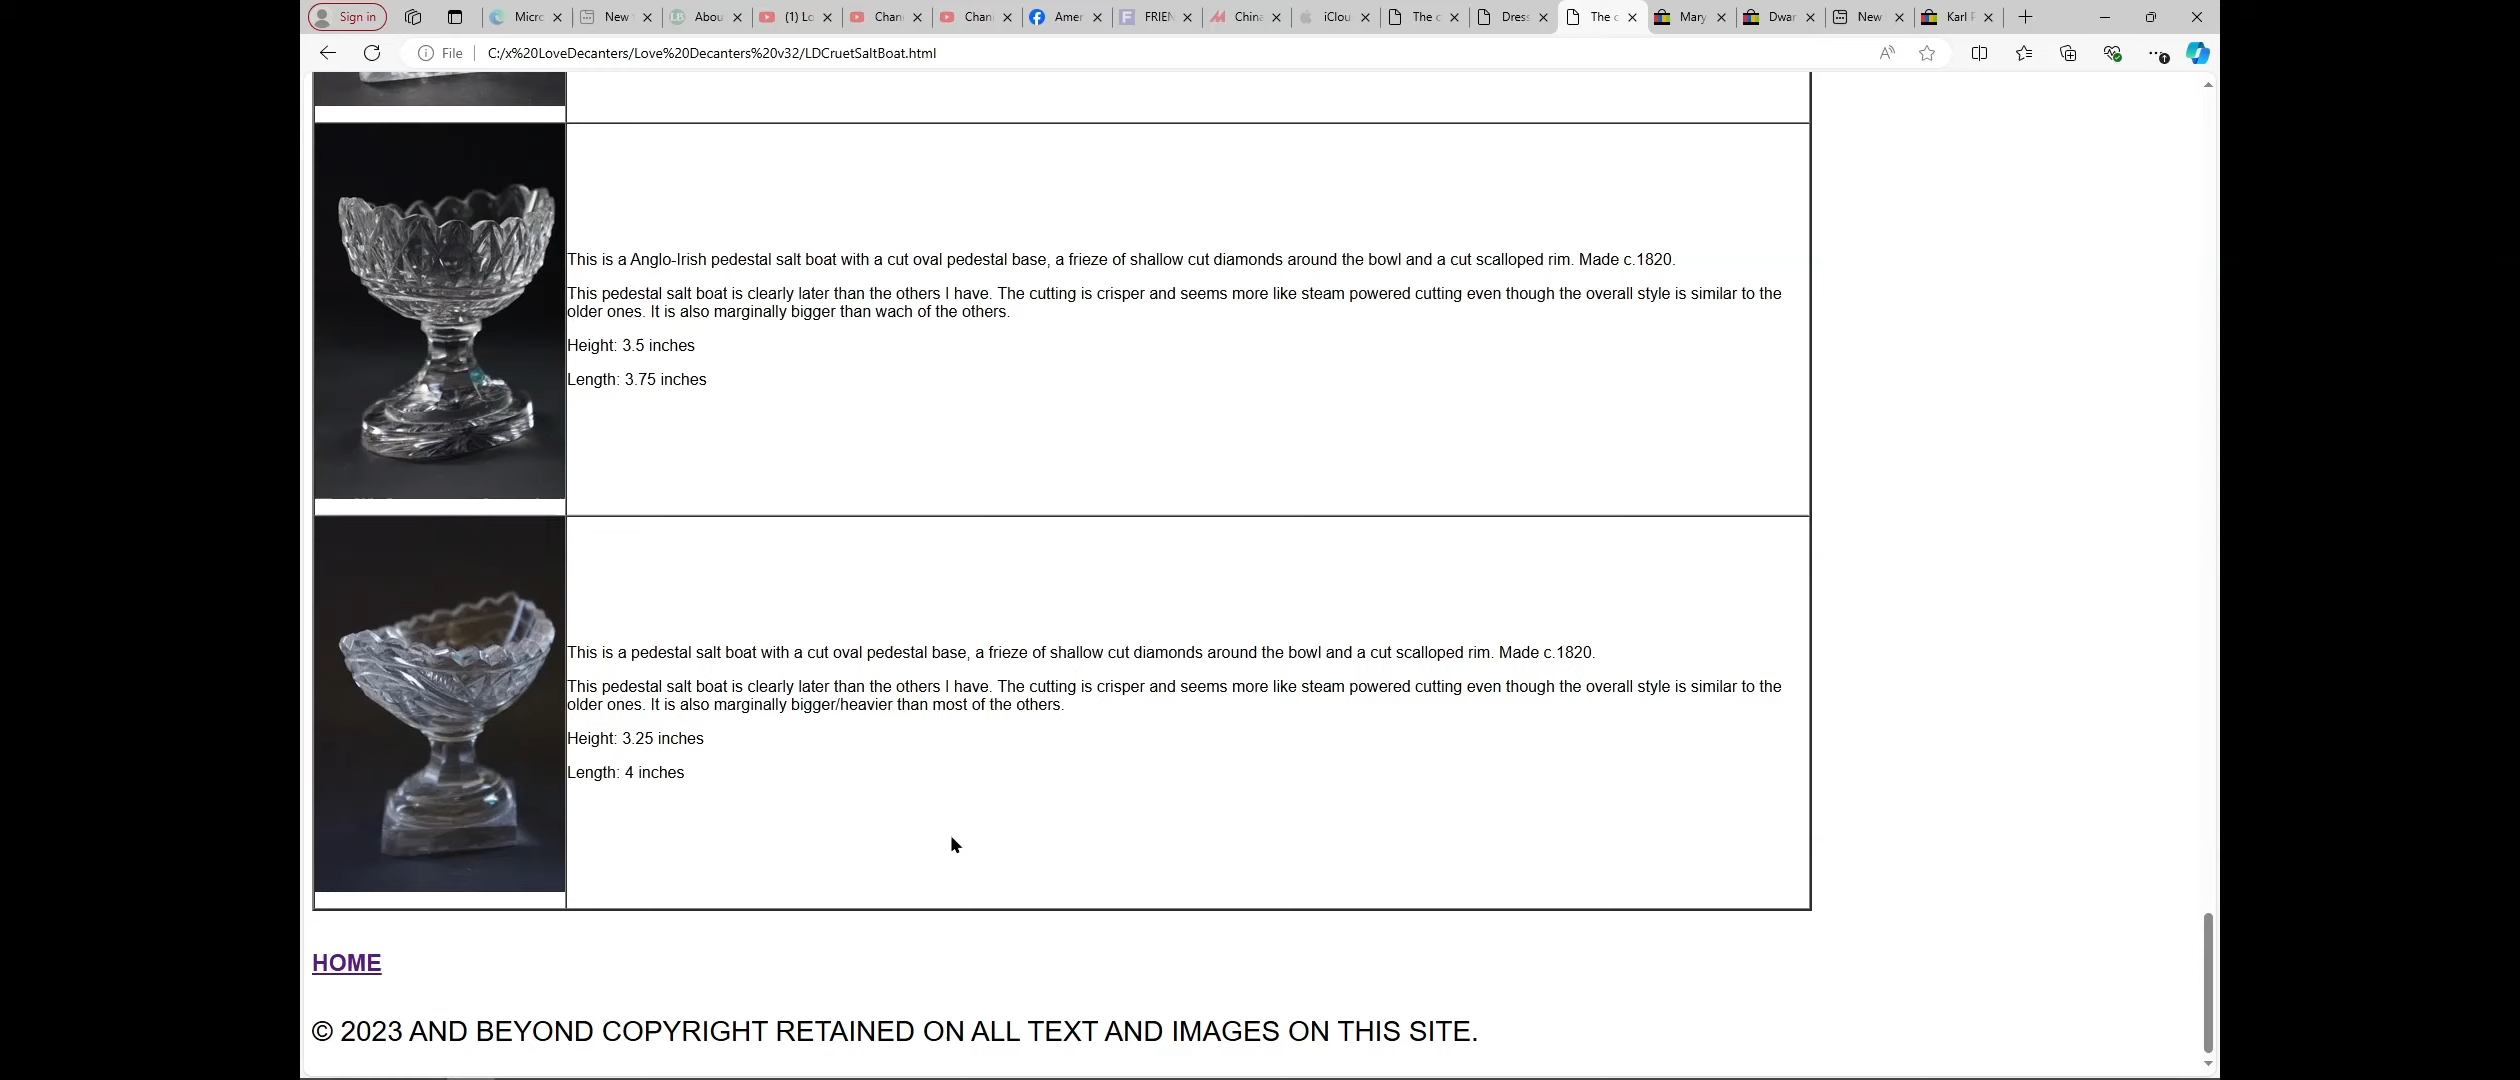 Sign in
Micr
New
Abou
(1) Lo
Chan
Chan
Amer
FRIEN
China
iClou
The c
Dress
The c
Mary
Dwar
New
Karl F
File
C:/x%20LoveDecanters/Love%20Decanters%20v32/LDCruetSaltBoat.html
This is a Anglo-Irish pedestal salt boat with a cut oval pedestal base, a frieze of shallow cut diamonds around the bowl and a cut scalloped rim. Made c.1820.
This pedestal salt boat is clearly later than the others I have. The cutting is crisper and seems more like steam powered cutting even though the overall style is similar to the
older ones. It is also marginally bigger than wach of the others.
Height: 3.5 inches
Length: 3.75 inches
This is a pedestal salt boat with a cut oval pedestal base, a frieze of shallow cut diamonds around the bowl and a cut scalloped rim. Made c.1820.
This pedestal salt boat is clearly later than the others I have. The cutting is crisper and seems more like steam powered cutting even though the overall style is similar to the
older ones. It is also marginally bigger/heavier than most of the others.
Height: 3.25 inches
Length: 4 inches
HOME
© 2023 AND BEYOND COPYRIGHT RETAINED ON ALL TEXT AND IMAGES ON THIS SITE.